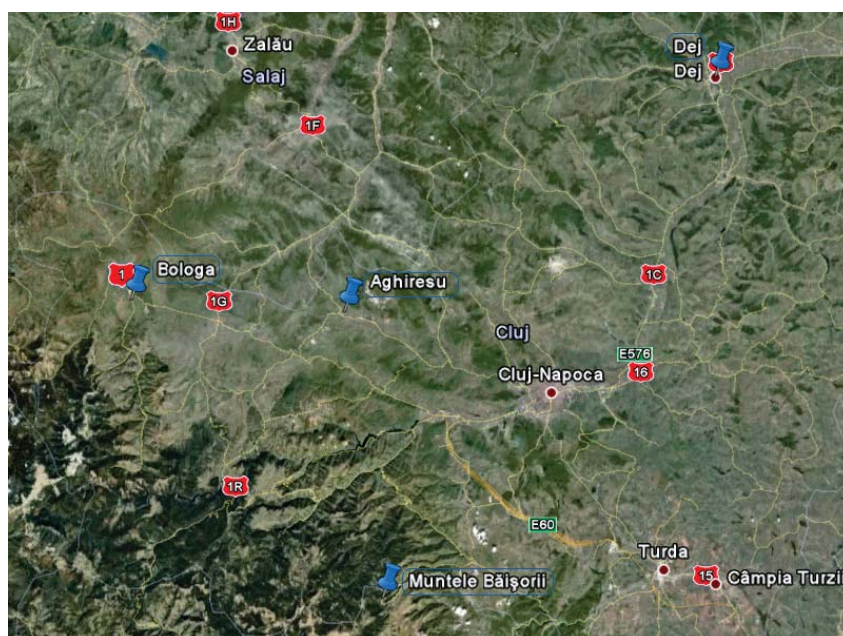 1H
Zalău
Salaj
Dej
Dej
1F
1
Bologa
1G
Aghiresu
1C
Cluj
E576
16
Cluj-Napoca
1R
E60
Turda
Muntele Băişorii
15
Câmpia Turzii